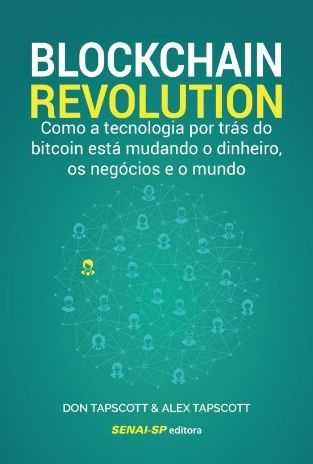 BLOCKCHAIN
REVOLUTION
Como a tecnologia por trás do
bitcoin está mudando o dinheiro,
os negócios e o mundo
DON TAPSCOTT & ALEX TAPSCOTT
SENAI-SP editora